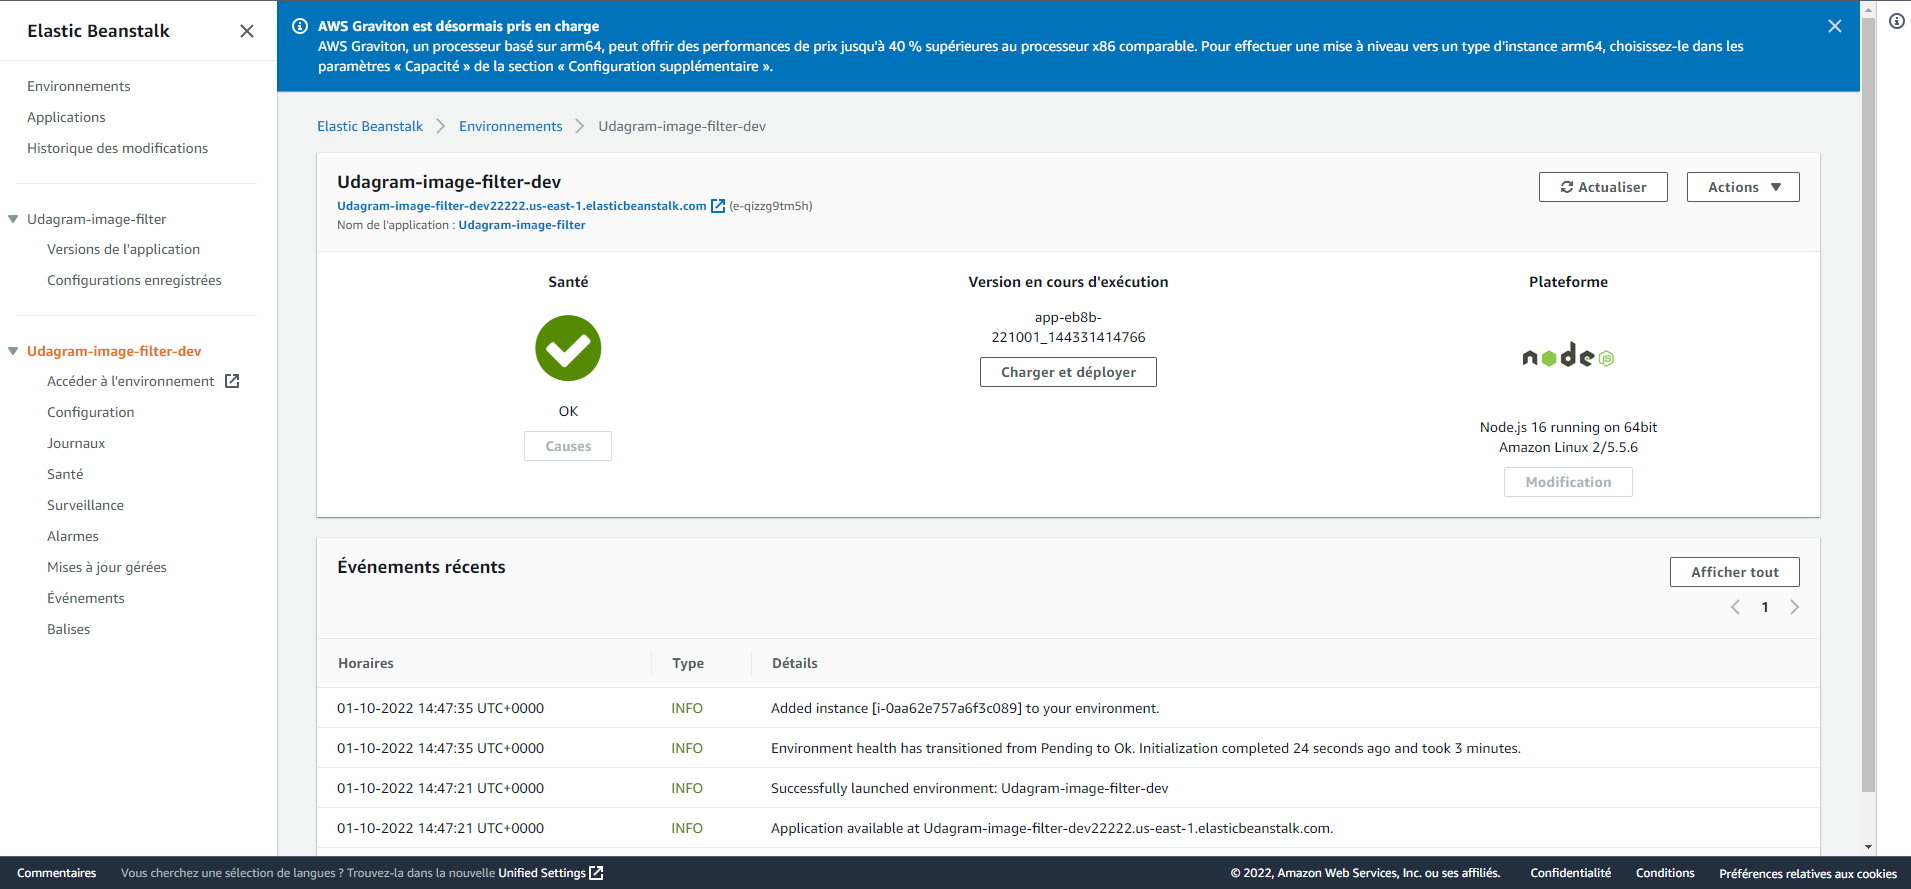 Elastic Beanstalk
Environnements
Applications
Historique des modifications
Udagram-image-filter
Versions de l'application
Configurations enregistrées
Udagram-image-filter-dev
Accéder à l'environnement
Configuration
Journaux
Santé
Surveillance
Alarmes
Mises à jour gérées
Événements
Balises
AWS Graviton est désormais pris en charge
AWS Graviton, un processeur basé sur arm64, peut offrir des performances de prix jusqu'à 40 % supérieures au processeur x86 comparable. Pour effectuer une mise à niveau vers un type d'instance arm64, choisissez-le dans les
paramètres « Capacité » de la section « Configuration supplémentaire ».
Elastic Beanstalk Environnements Udagram-image-filter-dev
Udagram-image-filter-dev
Udagram-image-filter-dev22222.us-east-1.elasticbeanstalk.com (e-qizzg9tm5h)
Nom de l'application : Udagram-image-filter
Actualiser
Actions
Santé
OK
Causes
Version en cours d'exécution
app-eb8b-
221001_144331414766
Charger et déployer
Plateforme
node JS
Node.js 16 running on 64bit
Amazon Linux 2/5.5.6
Modification
Événements récents
Afficher tout
1
Horaires Type Détails
01-10-2022 14:47:35 UTC+0000 INFO Added instance [i-0aa62e757a6f3c089] to your environment.
01-10-2022 14:47:35 UTC+0000 INFO Environment health has transitioned from Pending to Ok. Initialization completed 24 seconds ago and took 3 minutes.
01-10-2022 14:47:21 UTC+0000 INFO Successfully launched environment: Udagram-image-filter-dev
01-10-2022 14:47:21 UTC+0000 INFO Application available at Udagram-image-filter-dev22222.us-east-1.elasticbeanstalk.com.
Commentaires Vous cherchez une sélection de langues ? Trouvez-la dans la nouvelle Unified Settings © 2022, Amazon Web Services, Inc. ou ses affiliés. Confidentialité Conditions Préférences relatives aux cookies